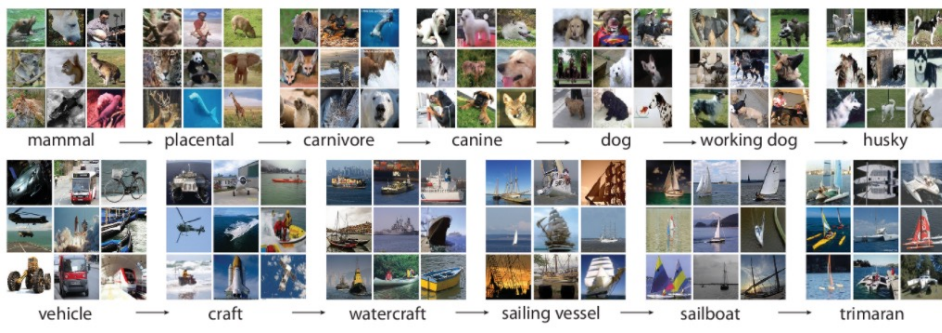 mammal placental carnivore canine dog working dog husky
vehicle craft watercraft sailing vessel sailboat trimaran